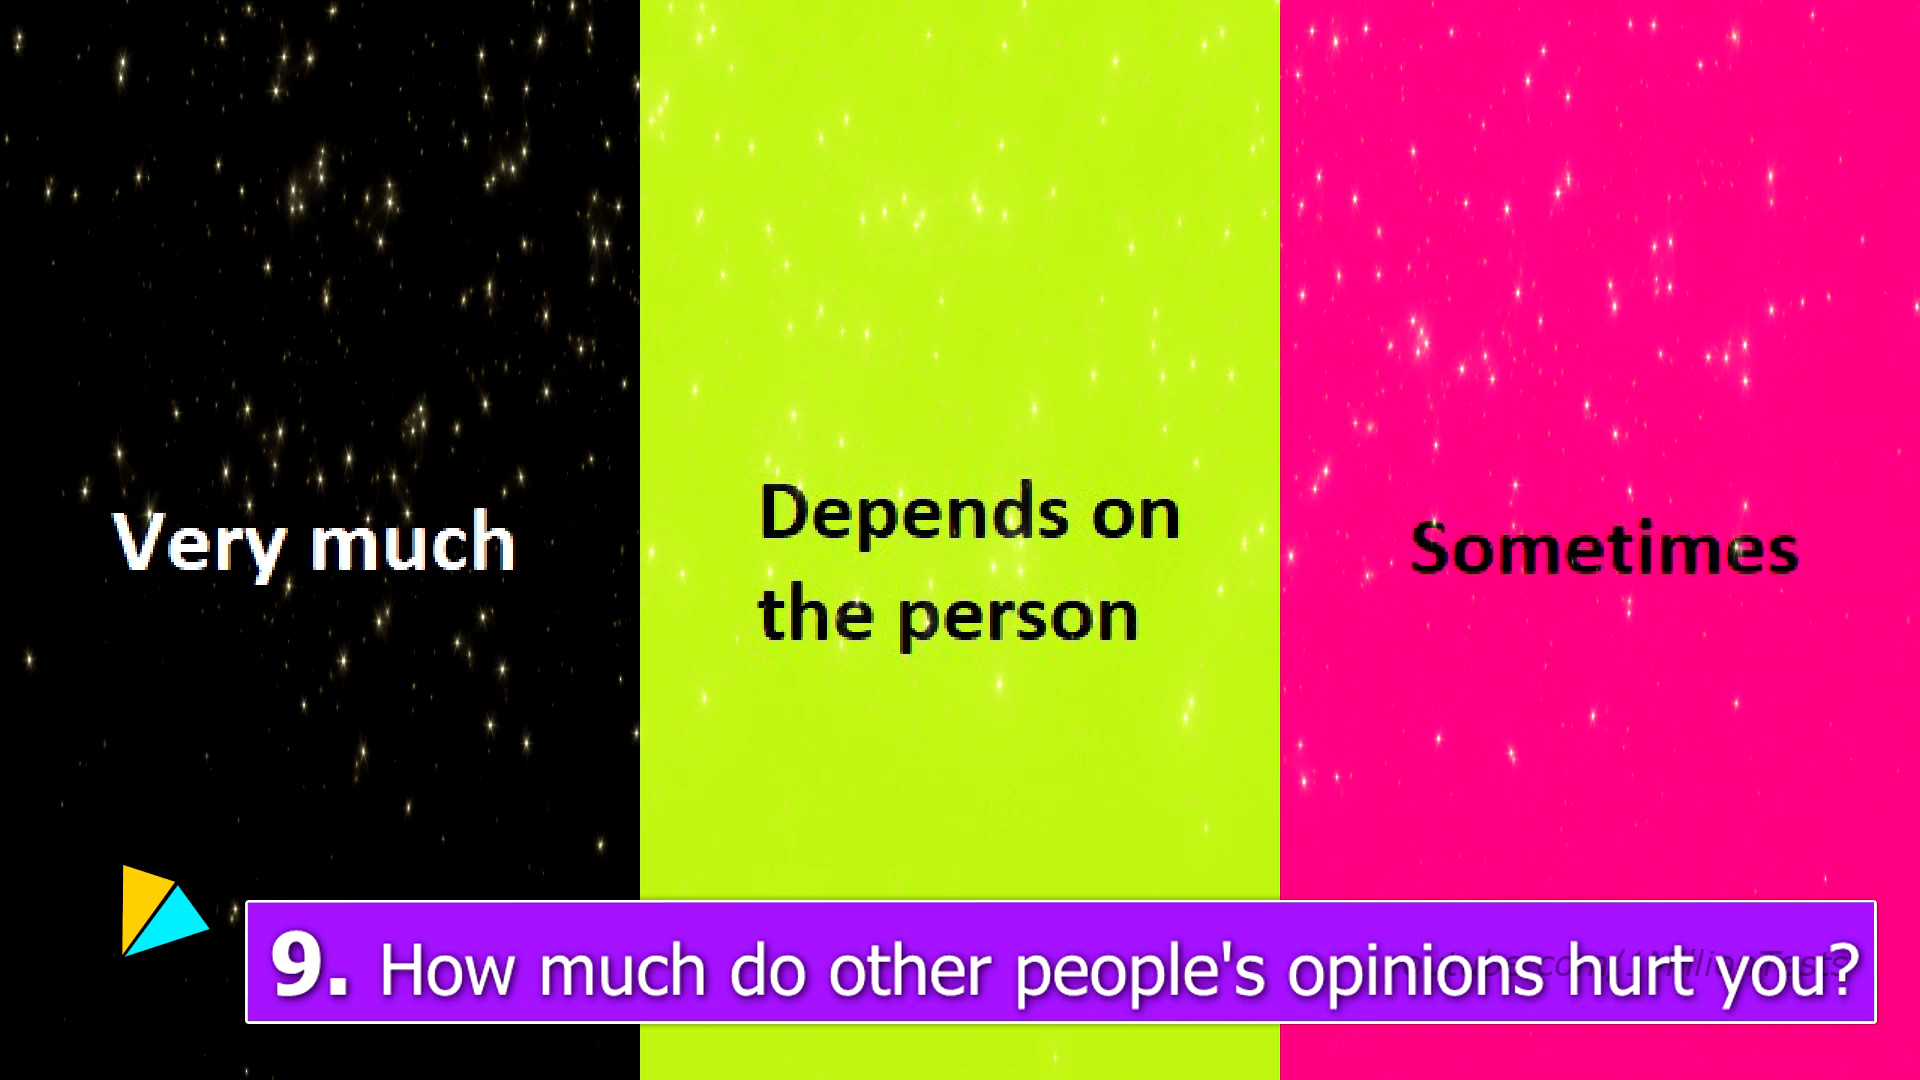 Very much
Depends on
the person
Sometimes
9. How much do other people's opinions hurt you?